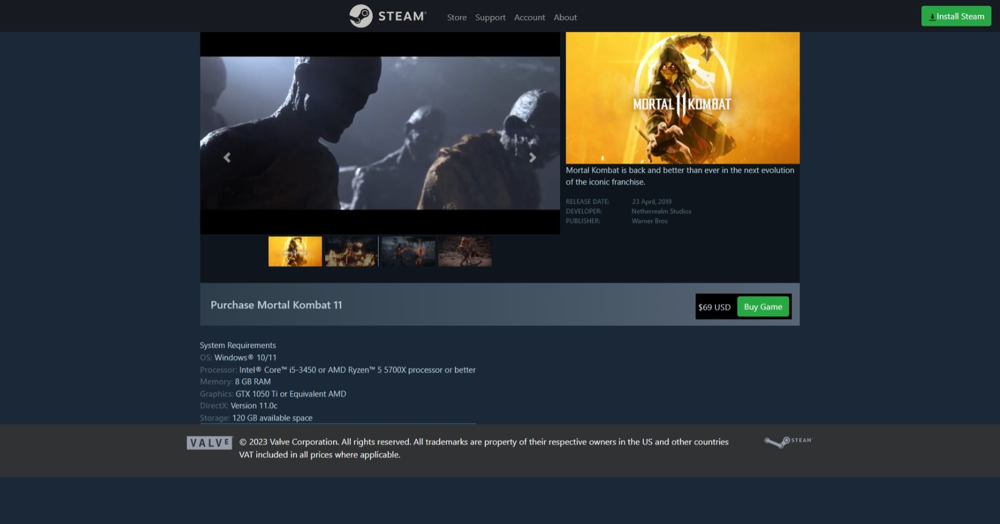 STEAM®
Store Support Account About
Install Steam
MORTAL 11 KOMBAT
Mortal Kombat is back and better than ever in the next evolution
of the iconic franchise.
RELEASE DATE: 23 April, 2019
DEVELOPER: Netherrealm Studios
PUBLISHER: Warner Bros
Purchase Mortal Kombat 11
$69 USD Buy Game
System Requirements
OS: Windows® 10/11
Processor: Intel® Core™ i5-3450 or AMD Ryzen™ 5 5700X processor or better
Memory: 8 GB RAM
Graphics: GTX 1050 Ti or Equivalent AMD
DirectX: Version 11.0c
Storage: 120 GB available space
VALVE © 2023 Valve Corporation. All rights reserved. All trademarks are property of their respective owners in the US and other countries
VAT included in all prices where applicable.
STEAM